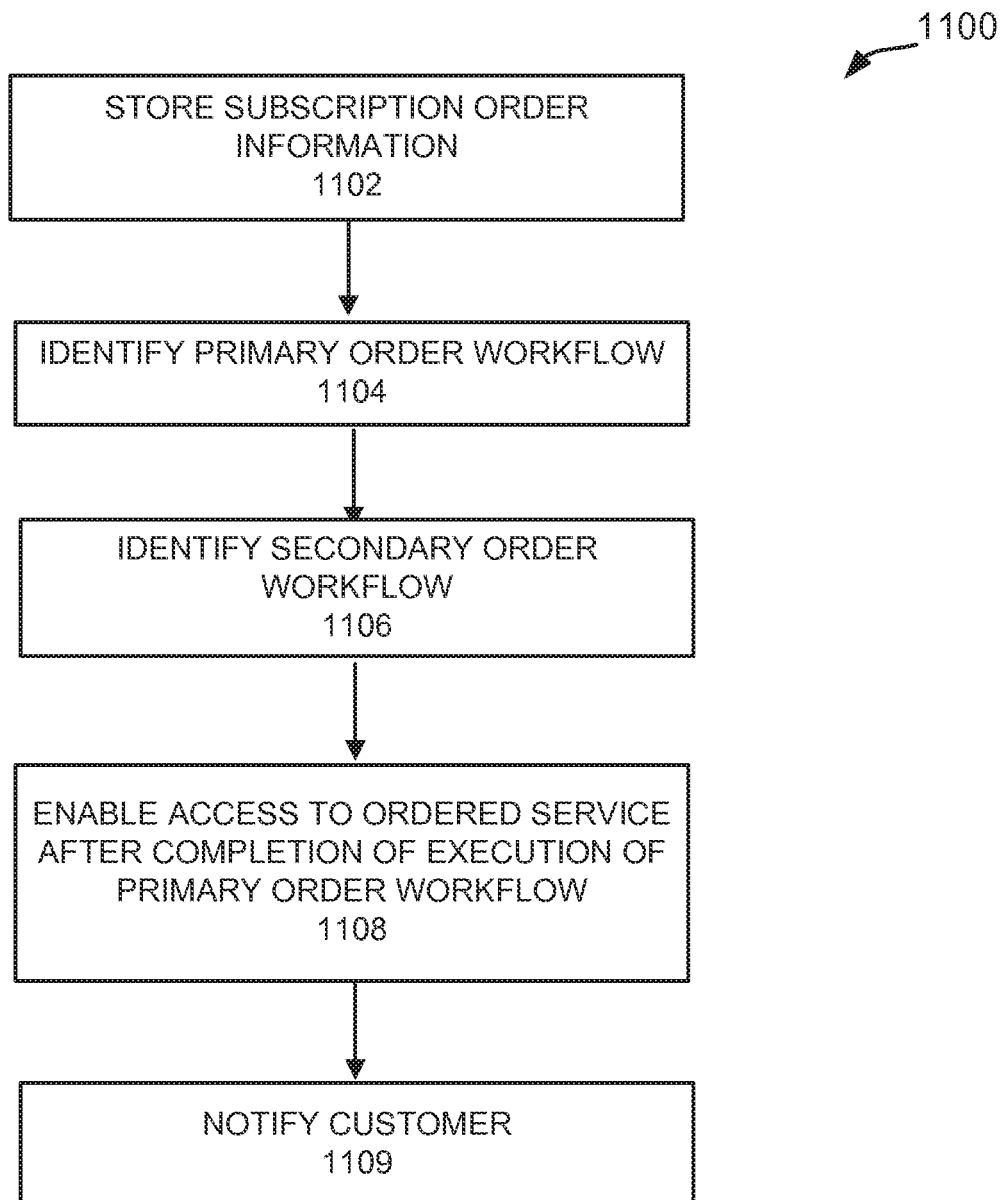 1100
STORE SUBSCRIPTION ORDER
INFORMATION
1102
IDENTIFY PRIMARY ORDER WORKFLOW
1104
IDENTIFY SECONDARY ORDER
WORKFLOW
1106
ENABLE ACCESS TO ORDERED SERVICE
AFTER COMPLETION OF EXECUTION OF
PRIMARY ORDER WORKFLOW
1108
NOTIFY CUSTOMER
1109